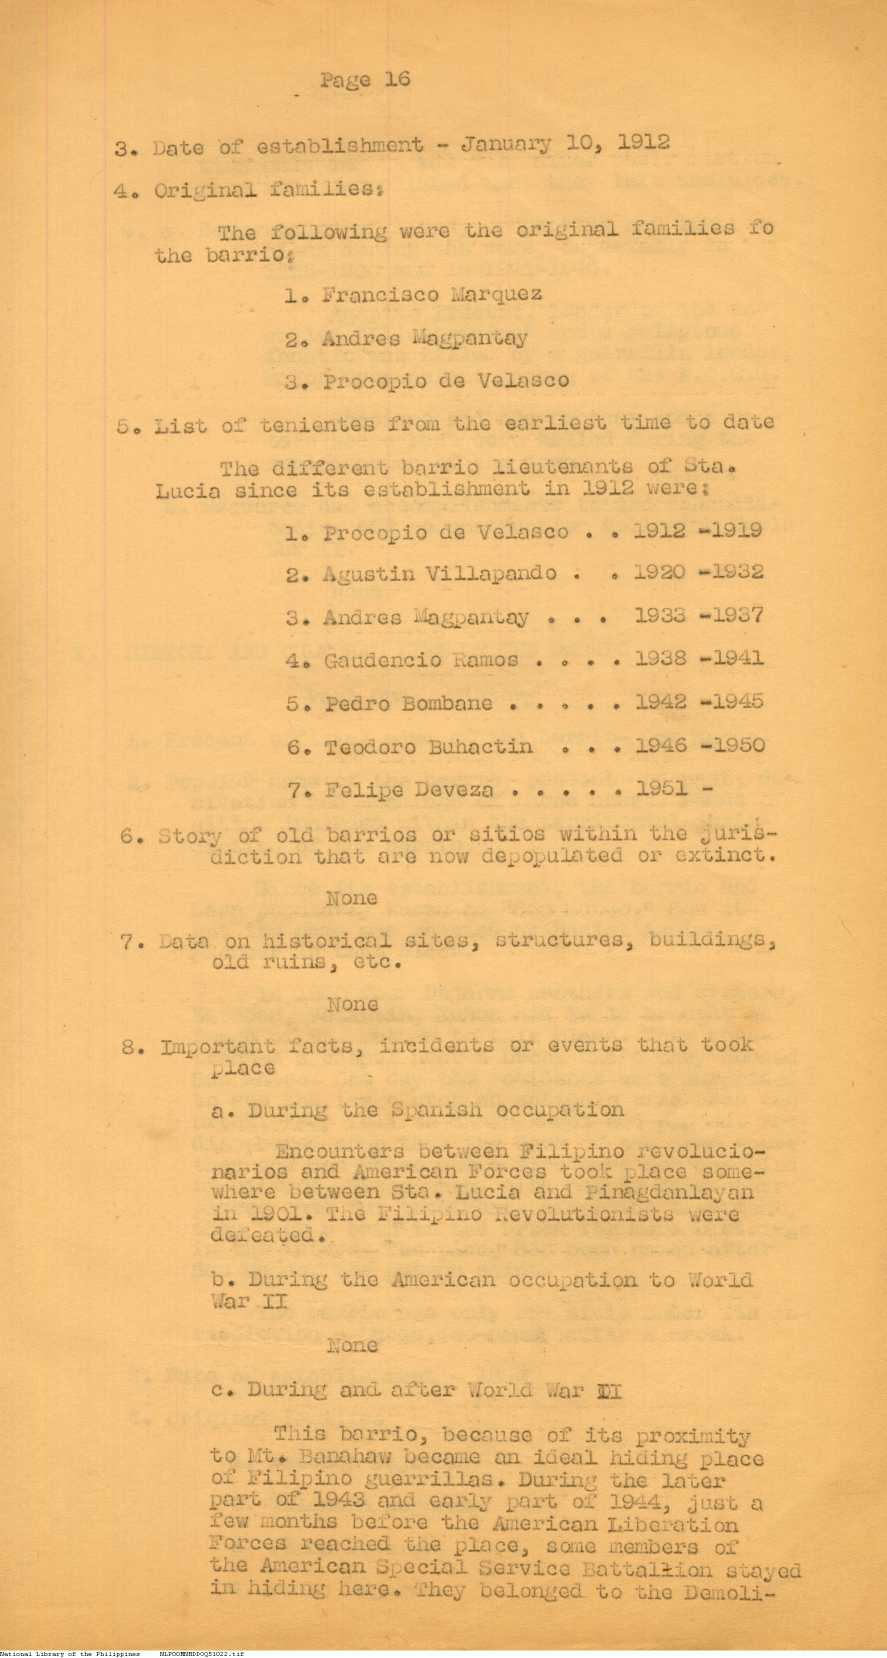 Page 16
3. Date of establishment - January 10, 1912
4. Original families:
The following were the original families fo
the barrio:
1. Francisco Marquez
2. Andres Magpantay
3. Procopio de Velasco
5. List of tenientes from the earliest time to date
The different barrio lieutenants of Sta.
Lucia since its establishment in 1912 were:
1. Procopio de Velasco . . 1912 -1919
2. Agustin Villapando . . 1920 -1932
3. Andres Magpantay . . . 1933 -1937
4. Gaudencio Ramos . . . . 1938 -1941
5. Pedro Bombane . . . . . 1942 -1945
6. Teodoro Buhactin . . . 1946 -1950
7. Felipe Deveza . . . . . 1951 -
6. Story of old barrios or sitios within the juris-
diction that are now depopulated or extinct.
None
7. Data on historical sites, structures, buildings,
old ruins, etc.
None
8. Important facts, incidents or events that took
place
a. During the Spanish occupation
Encounters between Filipino revolucio-
narios and American Forces took place some-
where between Sta. Lucia and Pinagdanlayan
in 1901. The Filipino Revolutionists were
defeated.
b. During the American occupation to World
War II
None
c. During and after World War II
This barrio, because of its proximity
to Mt. Banahaw became an ideal hiding place
of Filipino guerrillas. During the later
part of 1943 and early part of 1944, just a
few months before the American Liberation
Forces reached the place, some members of
the American Special Service Battalion stayed
in hiding here. They belonged to the Demoli-
National Library of the Philippines NLPOOMNHDDOQ51022.tif